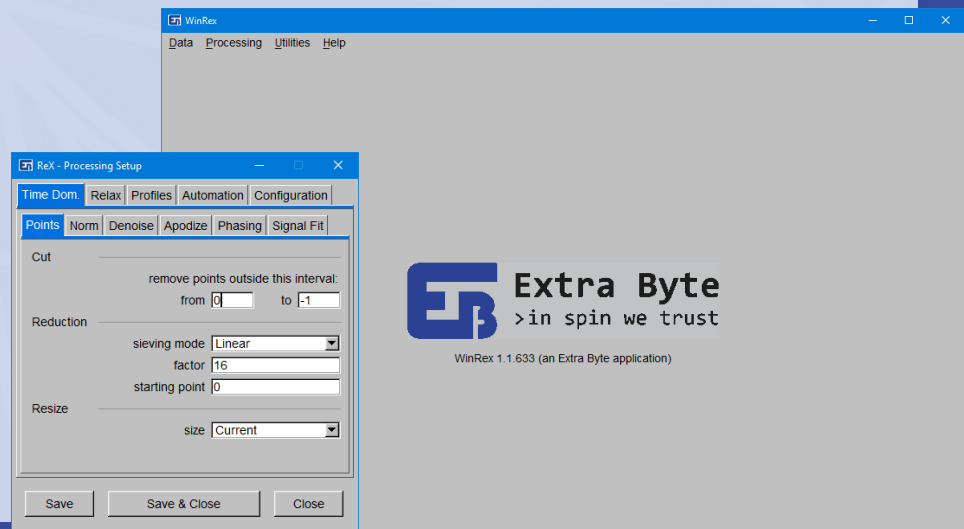 WinRex
Data Processing Utilities Help
ReX - Processing Setup
Time Dom. Relax Profiles Automation Configuration
Points Norm Denoise Apodize Phasing Signal Fit
Cut
remove points outside this interval:
from 0 to -1
Reduction
sieving mode Linear
factor 16
starting point 0
Resize
size Current
Save Save & Close Close
Extra Byte
>in spin we trust
WinRex 1.1.633 (an Extra Byte application)